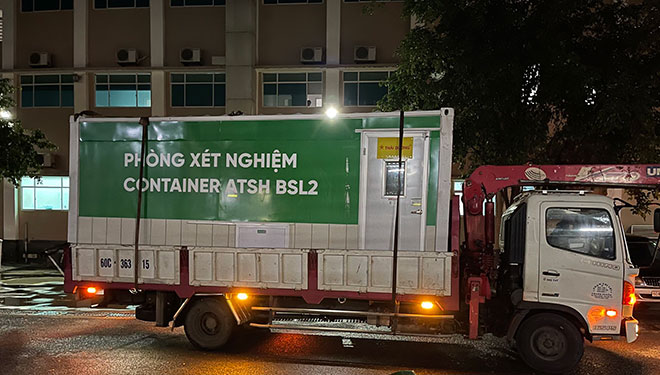 PHÒNG XÉT NGHIỆM
CONTAINER ATSH BSL2
60C 363 15